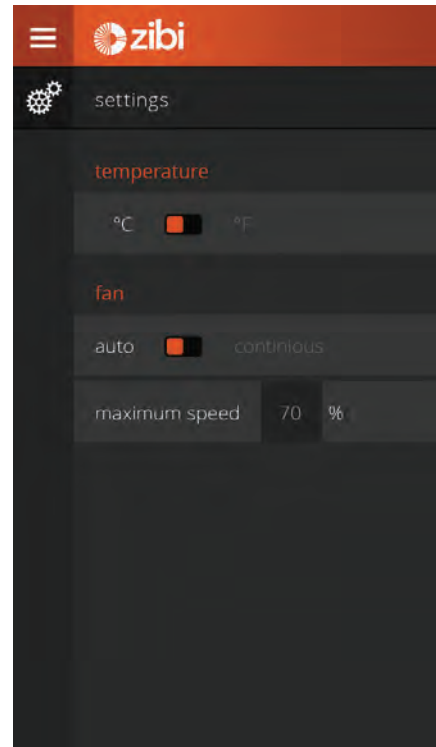 zibi
settings
temperature
°C °F
fan
auto continious
maximum speed 70 %